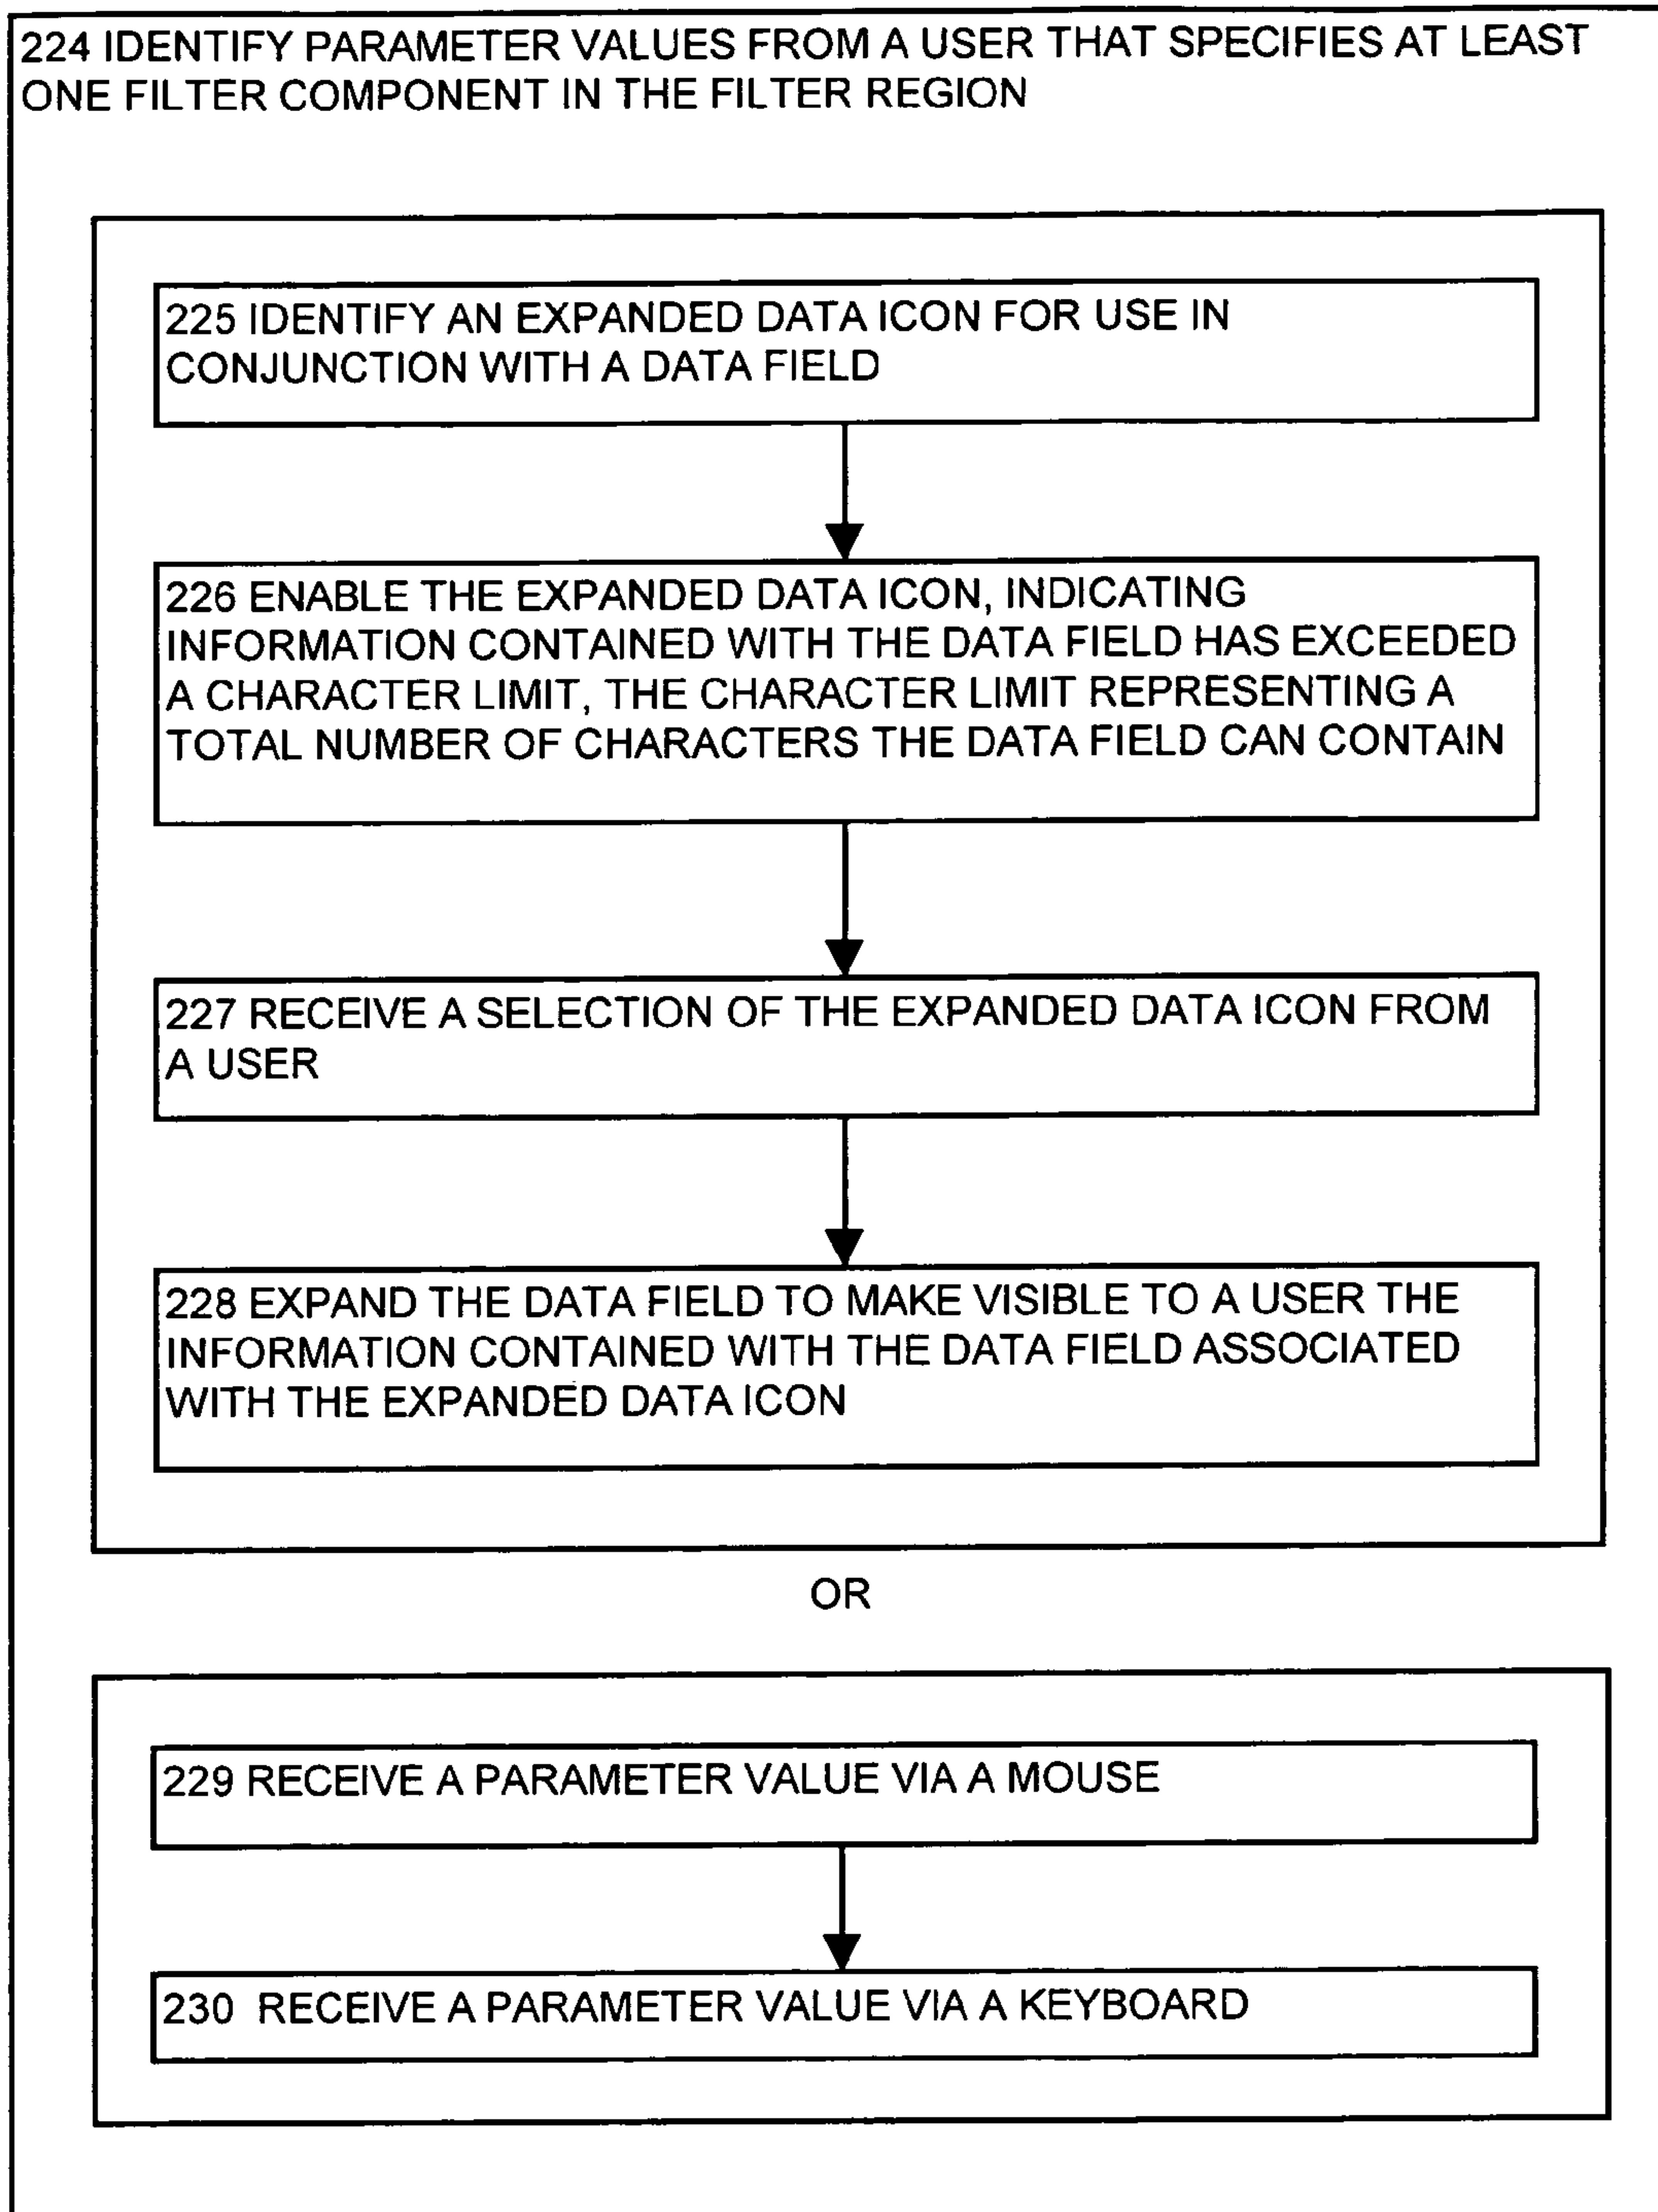 224 IDENTIFY PARAMETER VALUES FROM A USER THAT SPECIFIES AT LEAST
ONE FILTER COMPONENT IN THE FILTER REGION
225 IDENTIFY AN EXPANDED DATA ICON FOR USE IN
CONJUNCTION WITH A DATA FIELD
226 ENABLE THE EXPANDED DATA ICON, INDICATING
INFORMATION CONTAINED WITH THE DATA FIELD HAS EXCEEDED
A CHARACTER LIMIT, THE CHARACTER LIMIT REPRESENTING A
TOTAL NUMBER OF CHARACTERS THE DATA FIELD CAN CONTAIN
227 RECEIVE A SELECTION OF THE EXPANDED DATA ICON FROM
A USER
228 EXPAND THE DATA FIELD TO MAKE VISIBLE TO A USER THE
INFORMATION CONTAINED WITH THE DATA FIELD ASSOCIATED
WITH THE EXPANDED DATA ICON
OR
229 RECEIVE A PARAMETER VALUE VIA A MOUSE
230 RECEIVE A PARAMETER VALUE VIA A KEYBOARD